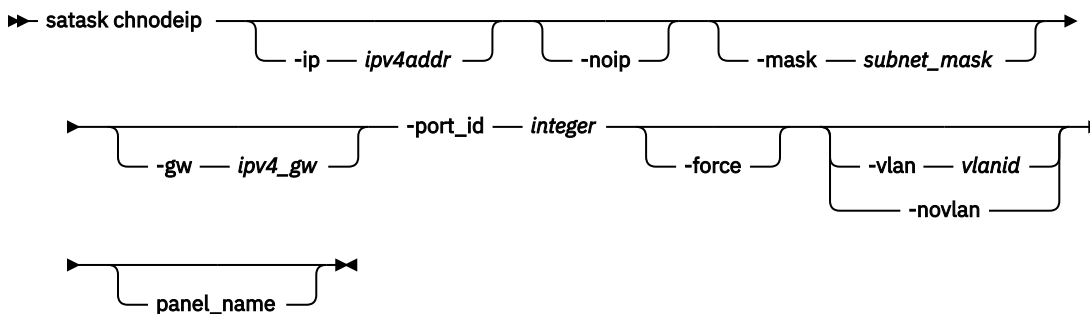 satask chnodeip
-ip ipv4addr -noip -mask subnet_mask
-port_id integer
-gw ipv4_gw -force -vlan vlanid
-novlan
panel_name